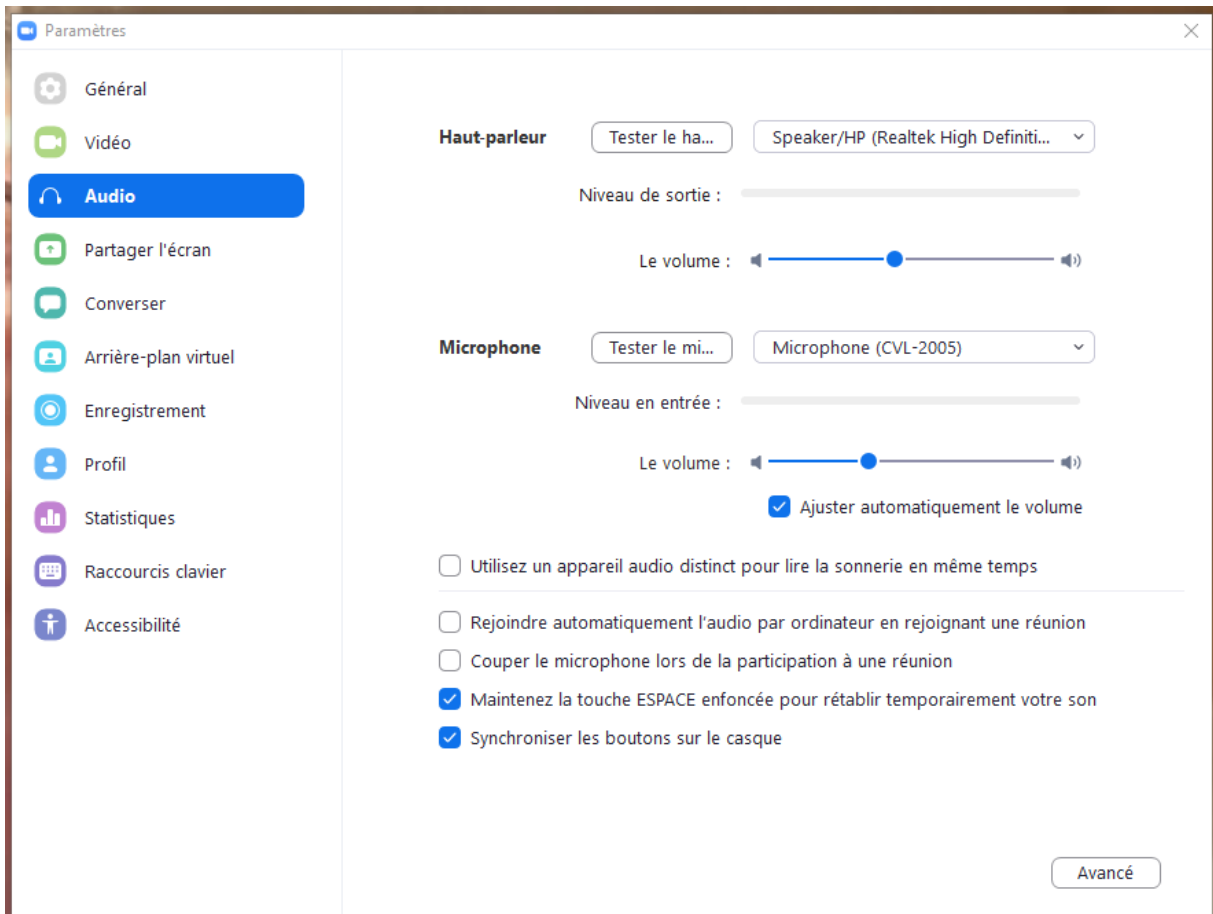 Paramètres
Général
Vidéo
Audio
Partager l'écran
Converser
Arrière-plan virtuel
Enregistrement
Profil
Statistiques
Raccourcis clavier
Accessibilité
Haut-parleur
Tester le ha...
Speaker/HP (Realtek High Definiti...
Niveau de sortie :
Le volume :
Microphone
Tester le mi...
Microphone (CVL-2005)
Niveau en entrée :
Le volume :
Ajuster automatiquement le volume
Utilisez un appareil audio distinct pour lire la sonnerie en même temps
Rejoindre automatiquement l'audio par ordinateur en rejoignant une réunion
Couper le microphone lors de la participation à une réunion
Maintenez la touche ESPACE enfoncée pour rétablir temporairement votre son
Synchroniser les boutons sur le casque
Avancé